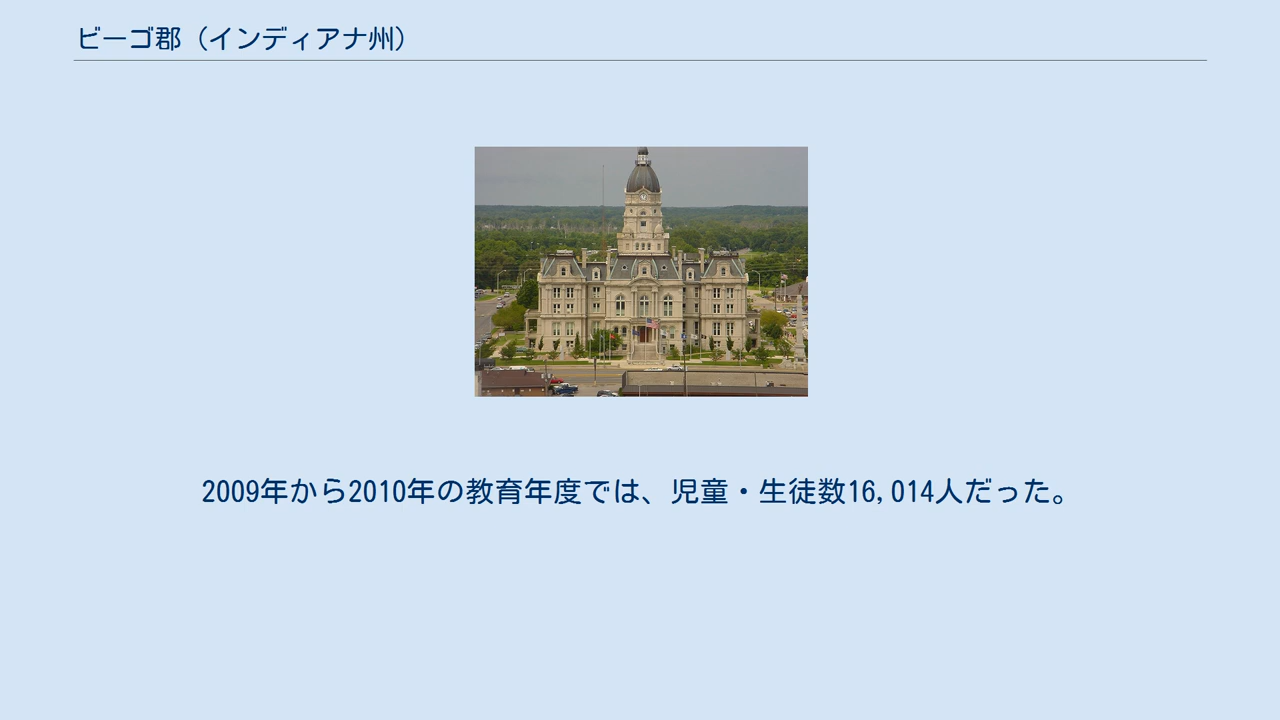 ビーゴ郡（インディアナ州）
2009年から2010年の教育年度では、児童・生徒数16,014人だった。